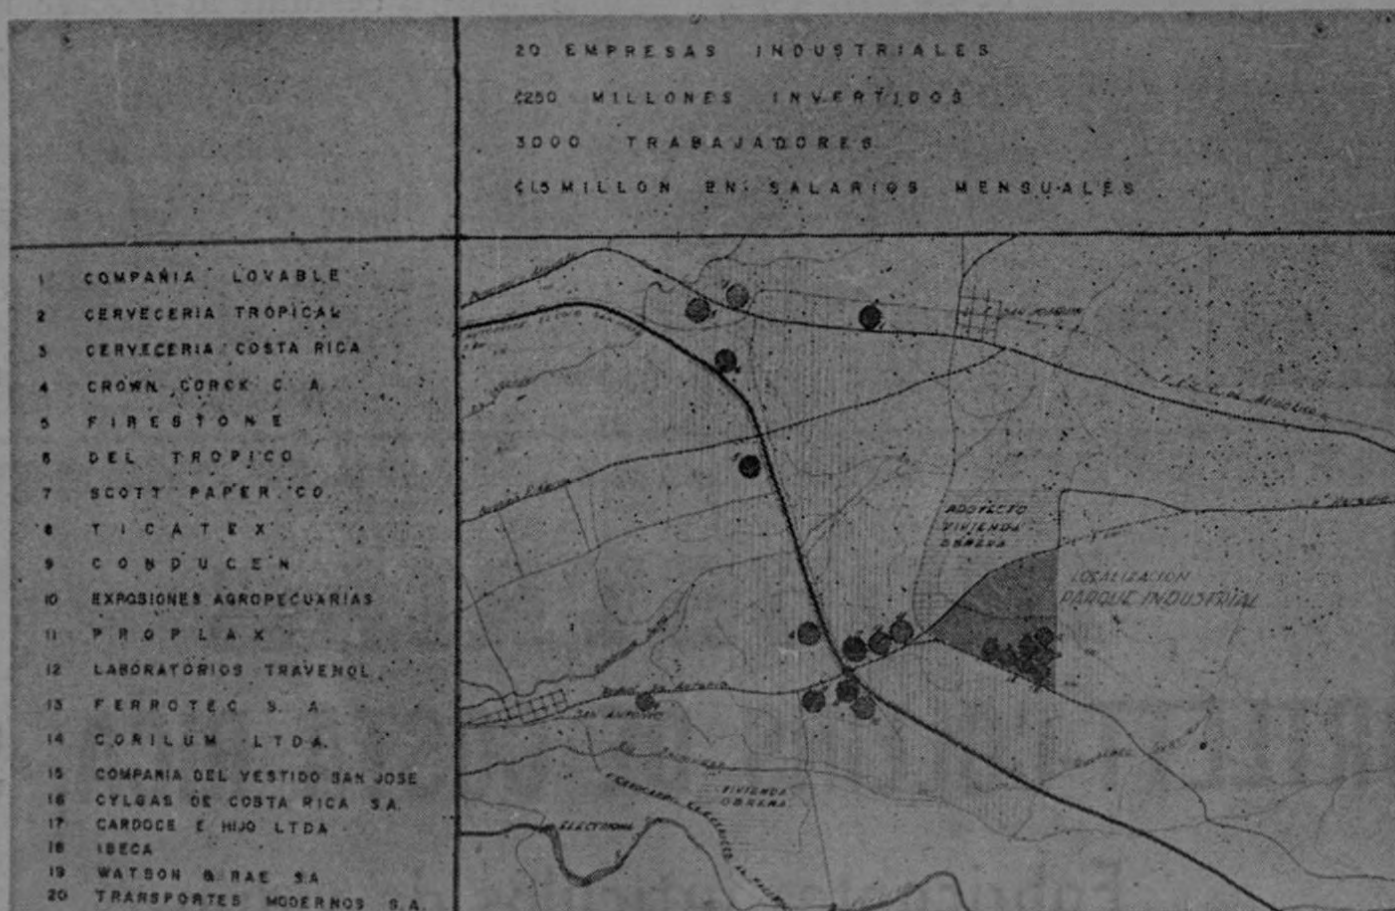 20 EMPRESAS INDUSTRIALES
₡250 MILLONES INVERTIDOS
3000 TRABAJADORES
₡1.5 MILLON EN SALARIOS MENSUALES
1 COMPAÑIA LOVABLE
2 CERVECERIA TROPICAL
3 CERVECERIA COSTA RICA
4 CROWN CORCK C. A.
5 FIRESTONE
6 DEL TROPICO
7 SCOTT PAPER CO.
8 TICATEX
9 CONDUCEN
10 EXPOSIONES AGROPECUARIAS
11 PROPLAX
12 LABORATORIOS TRAVENOL
13 FERROTEC S. A.
14 CORILUM LTDA.
15 COMPAÑIA DEL VESTIDO SAN JOSE
16 CYLGAS DE COSTA RICA S.A.
17 CARDOCE E HIJO LTDA
18 IBECA
19 WATSON & RAE S.A
20 TRANSPORTES MODERNOS S.A.
SAN JOAQUIN
PROYECTO
VIVIENDA
OBRERA
LOCALIZACION
PARQUE INDUSTRIAL
SAN ANTONIO
VIVIENDA
OBRERA